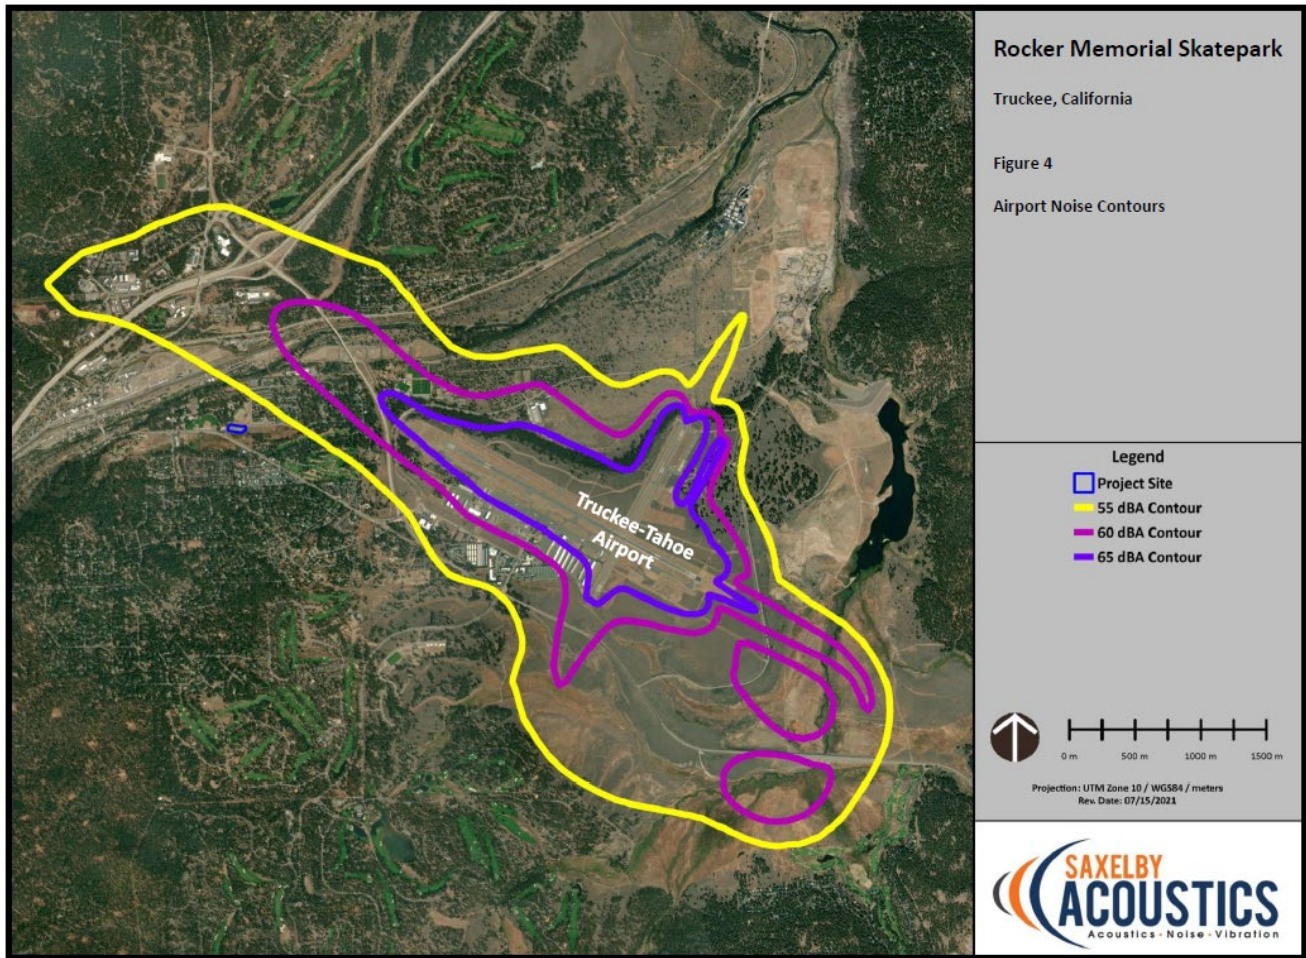 Rocker Memorial Skatepark
Truckee, California
Figure 4
Airport Noise Contours
Truckee-Tahoe
Airport
Legend
Project Site
55 dBA Contour
60 dBA Contour
65 dBA Contour
0 m 500 m 1000 m 1500 m
Projection: UTM Zone 10 / WGS84 / meters
Rev. Date: 07/15/2021
SAXELBY
ACOUSTICS
Acoustics · Noise · Vibration